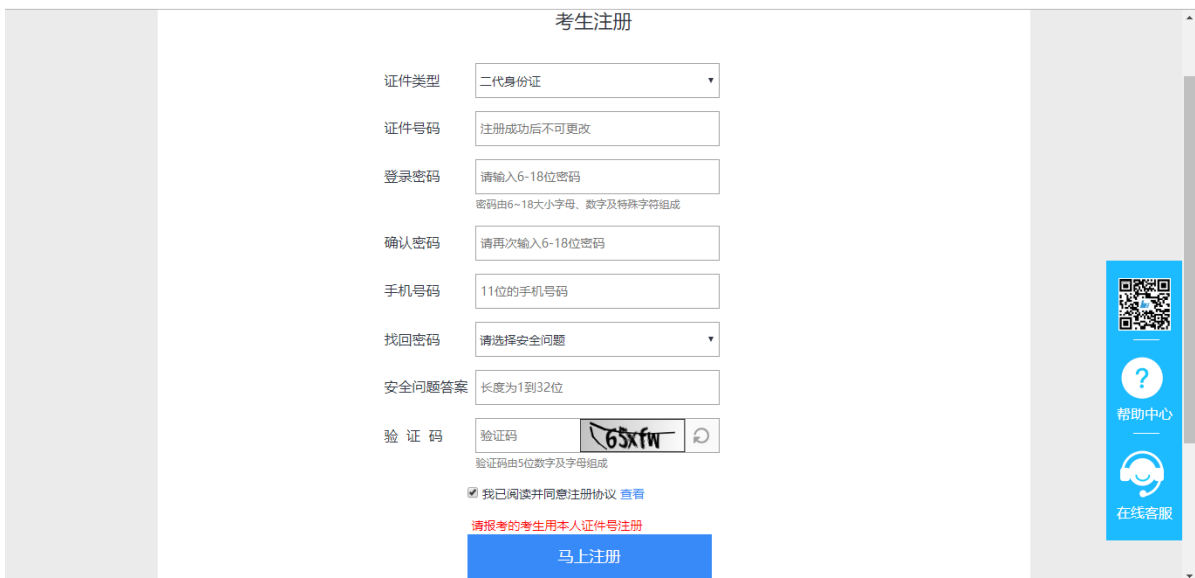 考生注册
证件类型 二代身份证
证件号码 注册成功后不可更改
登录密码 请输入6-18位密码
密码由6~18大小字母、数字及特殊字符组成
确认密码 请再次输入6-18位密码
手机号码 11位的手机号码
找回密码 请选择安全问题
安全问题答案 长度为1到32位
验 证 码 验证码 65xfw
验证码由5位数字及字母组成
我已阅读并同意注册协议 查看
请报考的考生用本人证件号注册
马上注册
?
帮助中心
在线客服